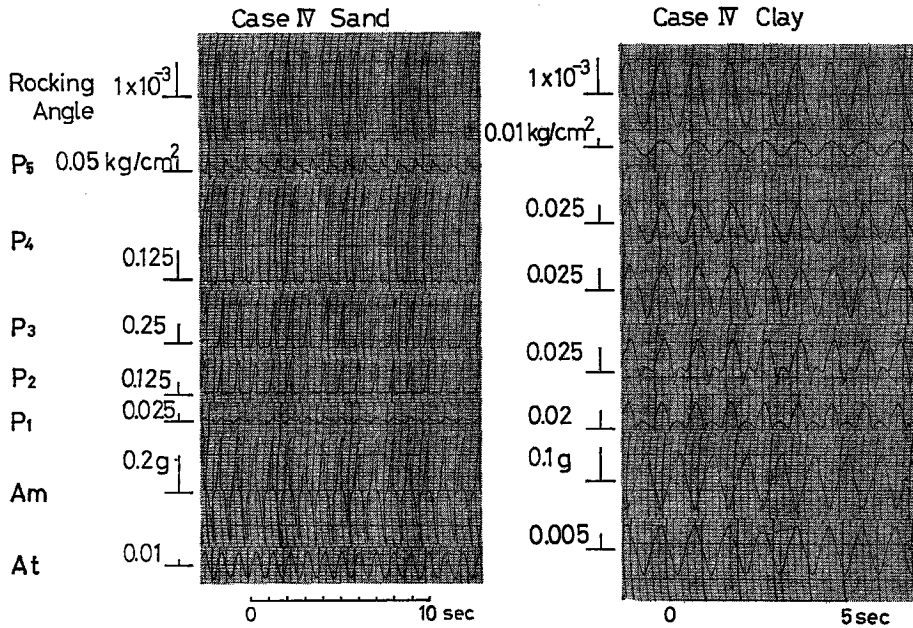 Case IV Sand
Rocking Angle
1x10⁻³
P₅ 0.05 kg/cm²
P₄
0.125
P₃ 0.25
P₂ 0.125
P₁ 0.025
0.2g
Am
At 0.01
0 10 sec
Case IV Clay
1x10⁻³
0.01 kg/cm²
0.025
0.025
0.025
0.02
0.1g
0.005
0 5 sec